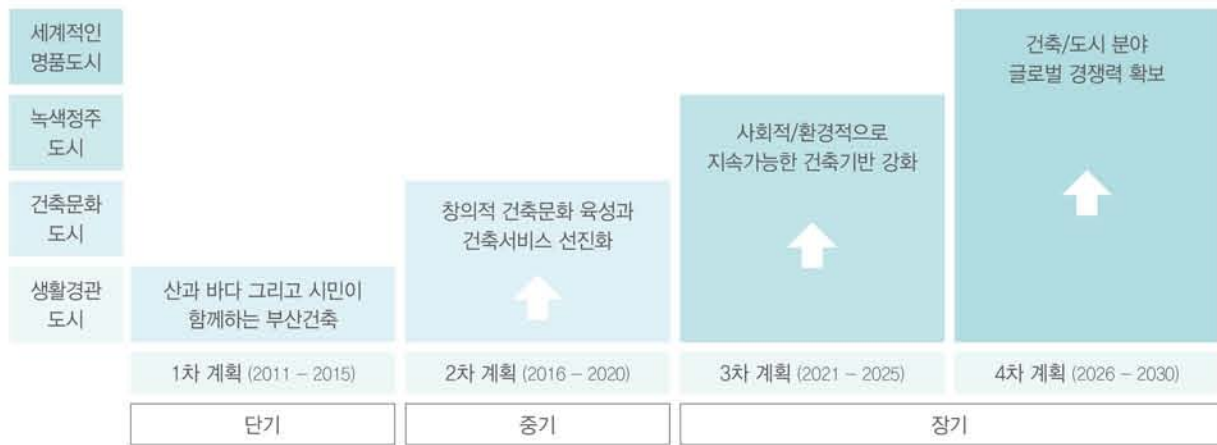 세계적인
명품도시
녹색정주
도시
건축문화
도시
생활경관
도시
산과 바다 그리고 시민이
함께하는 부산건축
창의적 건축문화 육성과
건축서비스 선진화
사회적/환경적으로
지속가능한 건축기반 강화
건축/도시 분야
글로벌 경쟁력 확보
1차 계획 (2011 – 2015)
2차 계획 (2016 – 2020)
3차 계획 (2021 – 2025)
4차 계획 (2026 – 2030)
단기
중기
장기